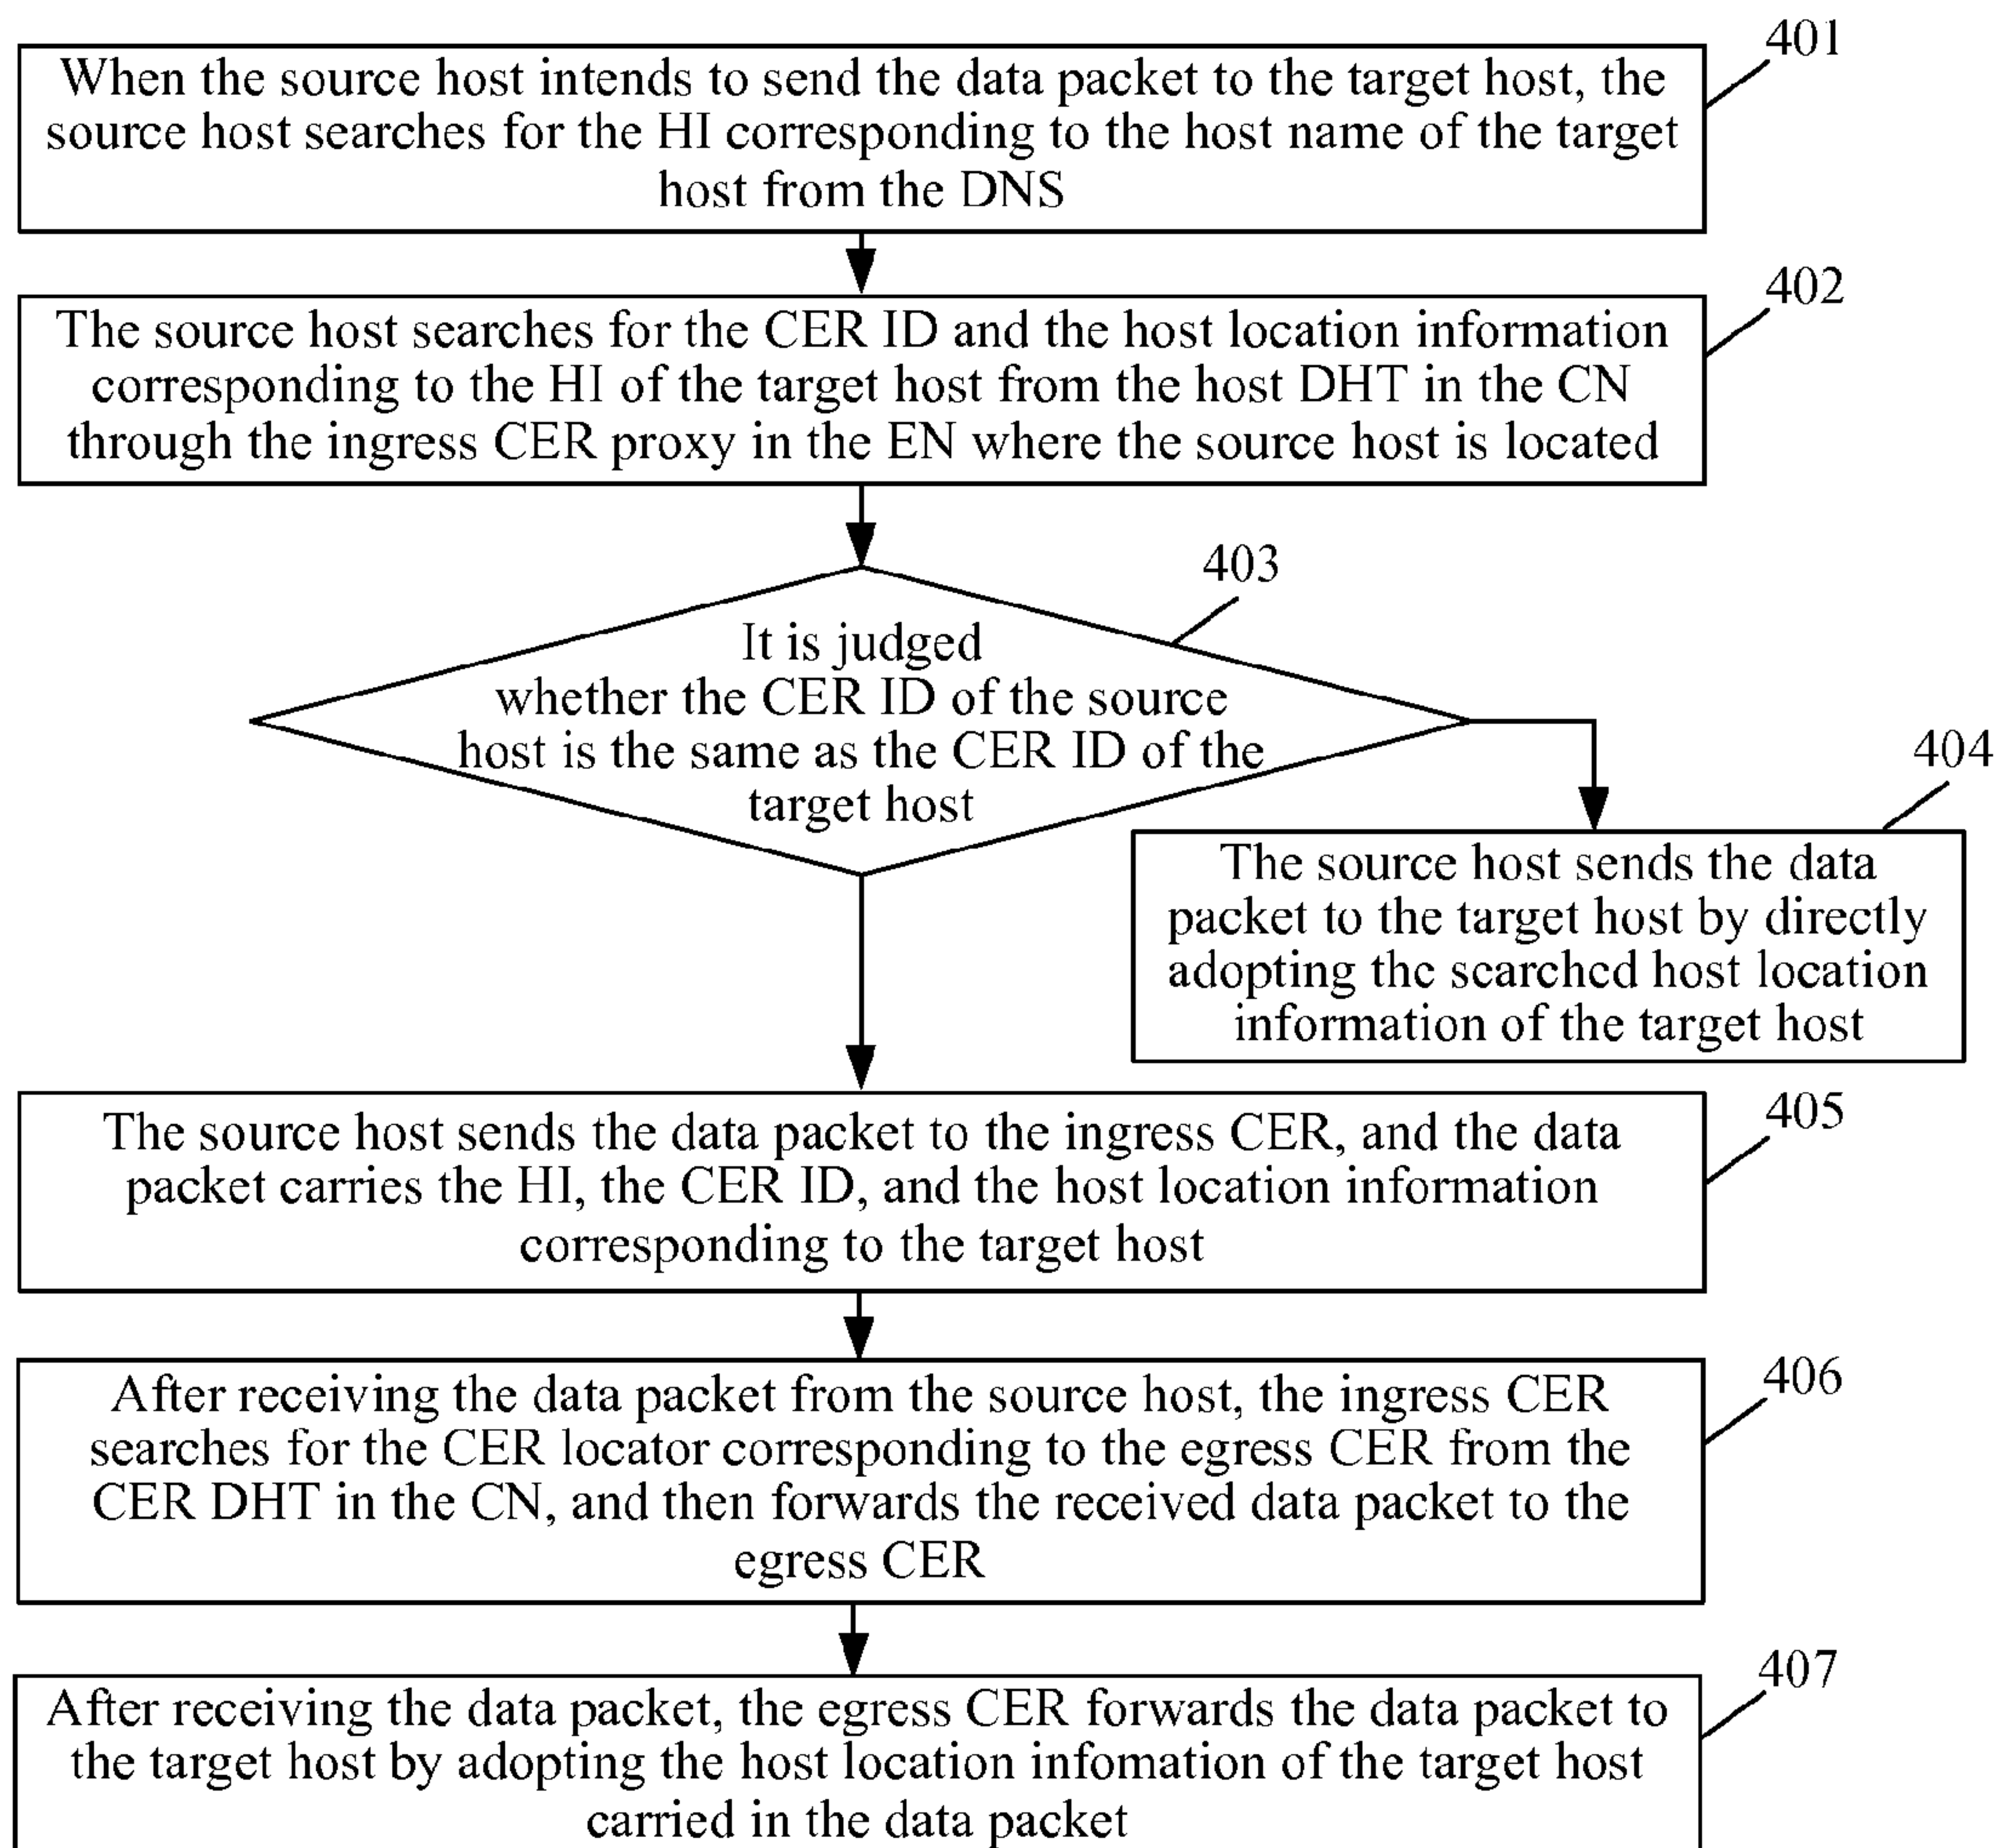 401
When the source host intends to send the data packet to the target host, the
source host searches for the HI corresponding to the host name of the target
host from the DNS
402
The source host searches for the CER ID and the host location information
corresponding to the HI of the target host from the host DHT in the CN
through the ingress CER proxy in the EN where the source host is located
403
It is judged
whether the CER ID of the source
host is the same as the CER ID of the
target host
404
The source host sends the data
packet to the target host by directly
adopting the searched host location
information of the target host
405
The source host sends the data packet to the ingress CER, and the data
packet carries the HI, the CER ID, and the host location information
corresponding to the target host
406
After receiving the data packet from the source host, the ingress CER
searches for the CER locator corresponding to the egress CER from the
CER DHT in the CN, and then forwards the received data packet to the
egress CER
407
After receiving the data packet, the egress CER forwards the data packet to
the target host by adopting the host location infomation of the target host
carried in the data packet